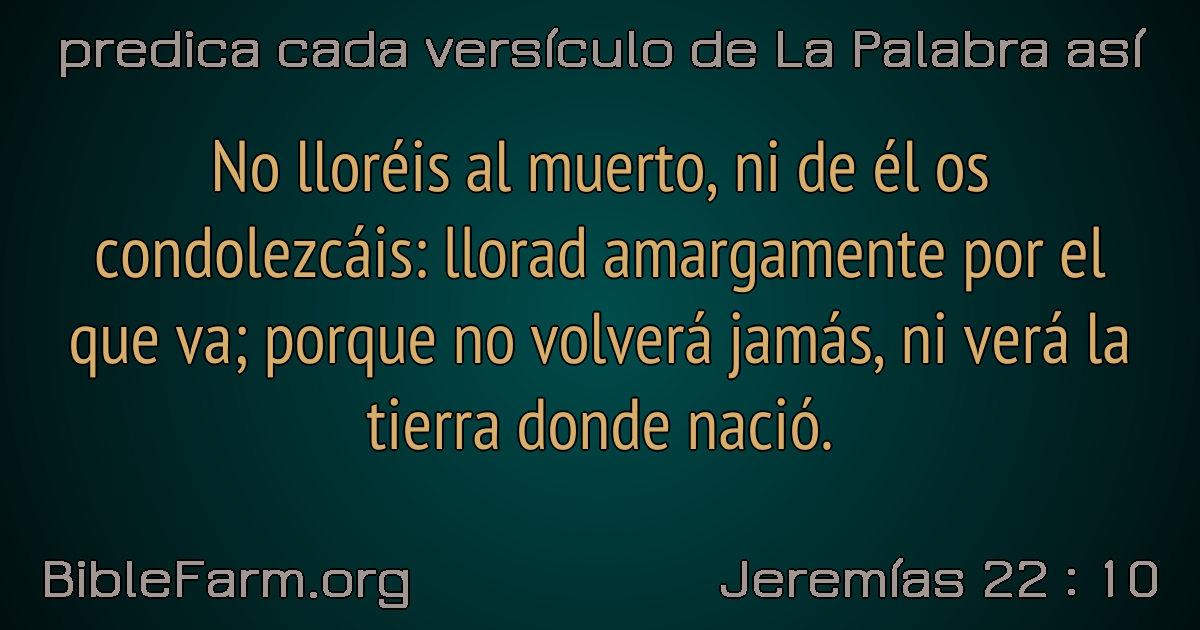 predica cada versículo de La Palabra así
No lloréis al muerto, ni de él os
condolezcáis: llorad amargamente por el
que va; porque no volverá jamás, ni verá la
tierra donde nació.
BibleFarm.org
Jeremías 22 : 10